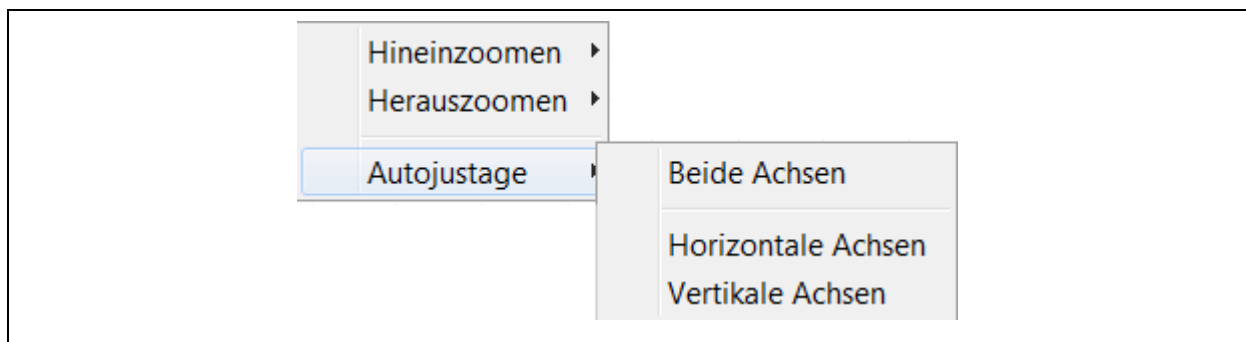 Hineinzoomen
Herauszoomen
Autojustage
Beide Achsen
Horizontale Achsen
Vertikale Achsen